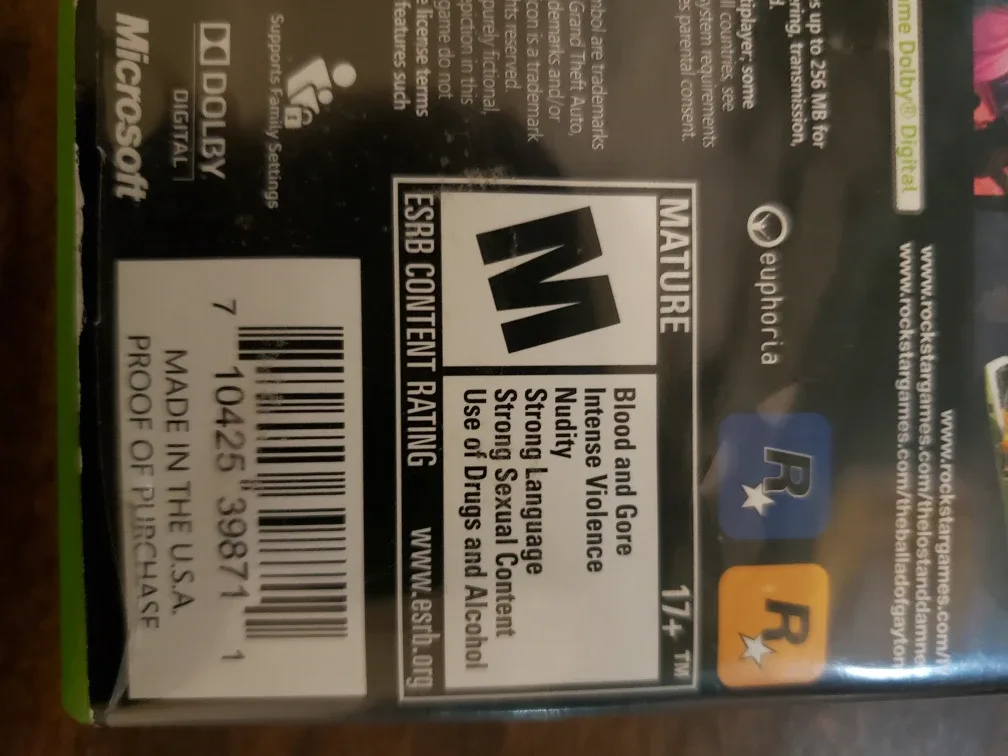 s up to 256 MB for
ring, transmission,
d.
tiplayer; some
ll countries, see
ystem requirements
es parental consent.
mbol are trademarks
Grand Theft Auto,
demarks and/or
con is a trademark
hts reserved.
purely fictional,
piction in this
game do not
e license terms
features such
ime Dolby® Digital
www.rockstargames.com/
www.rockstargames.com/thelostanddamne
www.rockstargames.com/theballadofgayton
euphoria
R
R
Supports Family Settings
DOLBY
DIGITAL
Microsoft
MATURE 17+ ™
M
Blood and Gore
Intense Violence
Nudity
Strong Language
Strong Sexual Content
Use of Drugs and Alcohol
ESRB CONTENT RATING www.esrb.org
7 10425 39871 1
MADE IN THE U.S.A.
PROOF OF PURCHASE